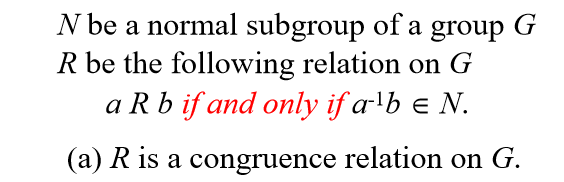 N be a normal subgroup of a group G
R be the following relation on G
a R b if and only if a⁻¹b ∈ N.
(a) R is a congruence relation on G.